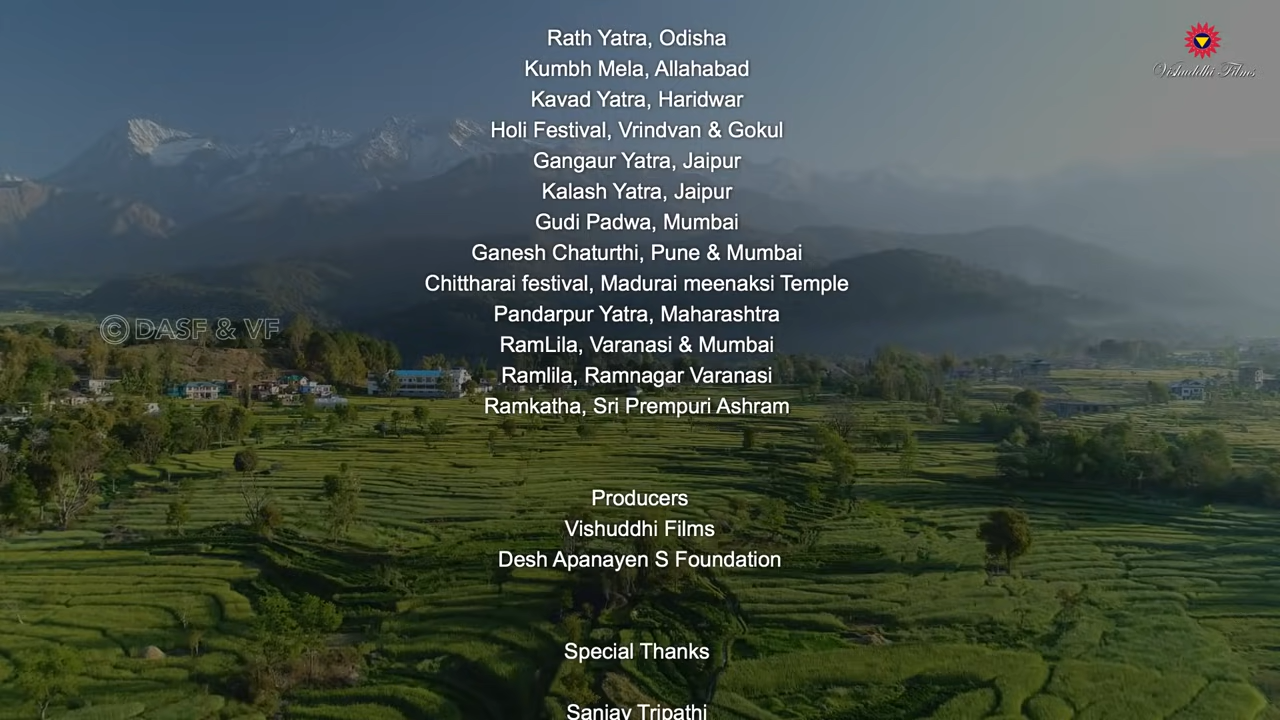 Rath Yatra, Odisha
Vishuddhi Films
Kumbh Mela, Allahabad
Kavad Yatra, Haridwar
Holi Festival, Vrindvan & Gokul
Gangaur Yatra, Jaipur
Kalash Yatra, Jaipur
Gudi Padwa, Mumbai
Ganesh Chaturthi, Pune & Mumbai
Chittharai festival, Madurai meenaksi Temple
Pandarpur Yatra, Maharashtra
© DASF & VF
RamLila, Varanasi & Mumbai
Ramlila, Ramnagar Varanasi
Ramkatha, Sri Prempuri Ashram
Producers
Vishuddhi Films
Desh Apanayen S Foundation
Special Thanks
Sanjay Tripathi